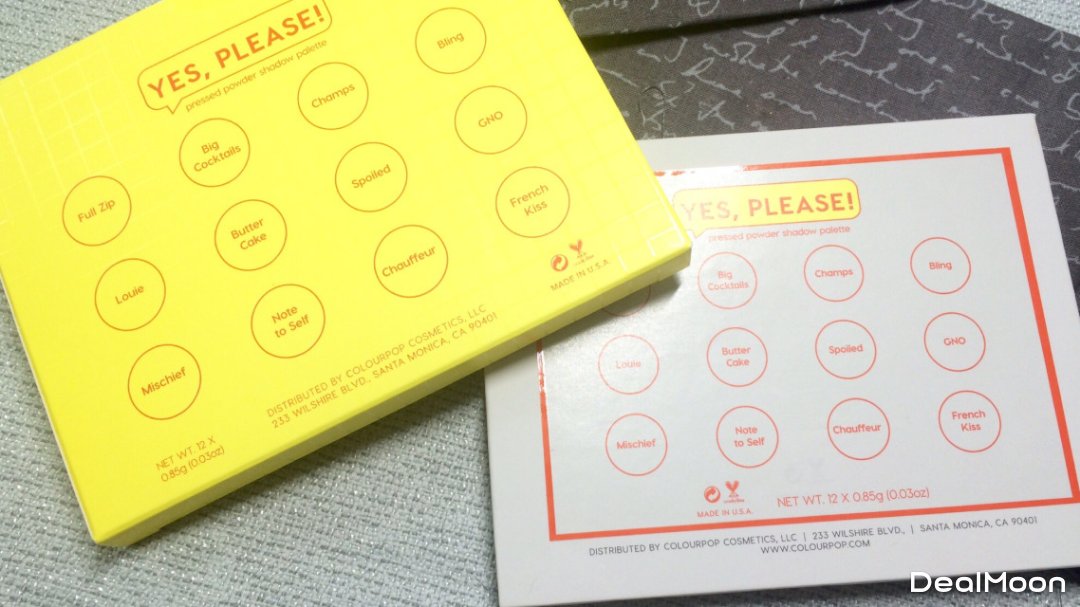 YES, PLEASE!
pressed powder shadow palette
Full Zip
Big
Cocktails
Champs
Bling
Louie
Butter
Cake
Spoiled
GNO
Mischief
Note
to Self
Chauffeur
French
Kiss
MADE IN U.S.A.
NET WT. 12 X
0.85g (0.03oz)
DISTRIBUTED BY COLOURPOP COSMETICS, LLC
233 WILSHIRE BLVD., SANTA MONICA, CA 90401
YES, PLEASE!
pressed powder shadow palette
Big
Cocktails
Champs
Bling
Louie
Butter
Cake
Spoiled
GNO
Mischief
Note
to Self
Chauffeur
French
Kiss
MADE IN U.S.A.
NET WT. 12 X 0.85g (0.03oz)
DISTRIBUTED BY COLOURPOP COSMETICS, LLC | 233 WILSHIRE BLVD., | SANTA MONICA, CA 90401
WWW.COLOURPOP.COM
DealMoon